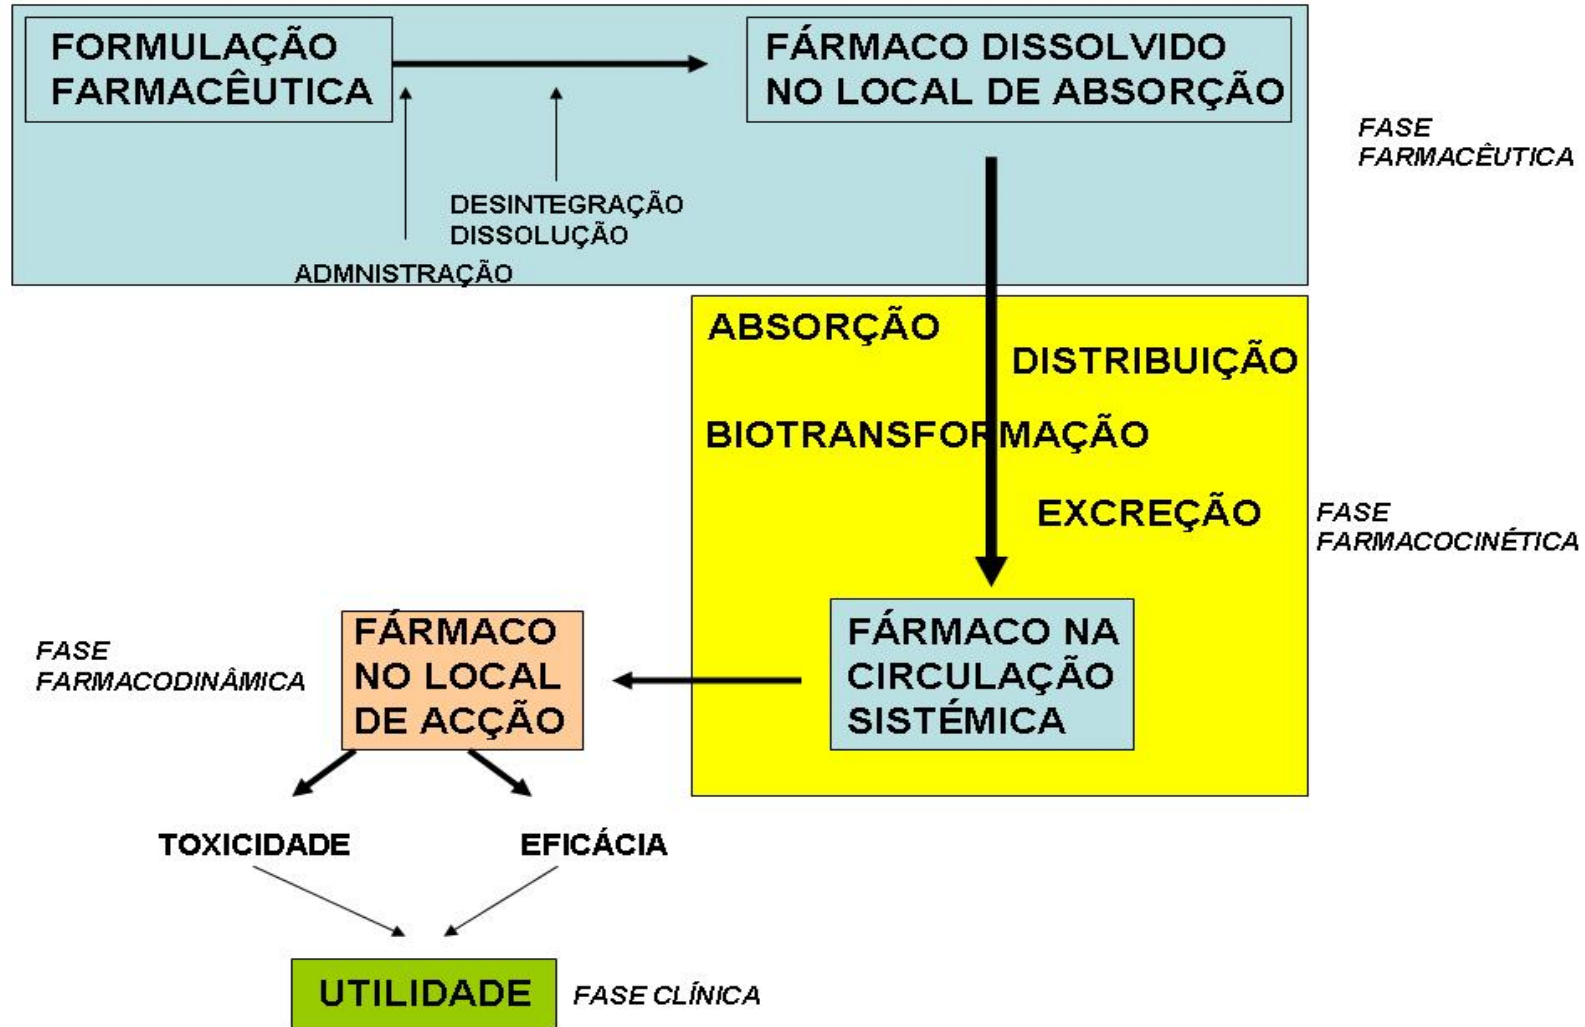 FORMULAÇÃO
FARMACÊUTICA
FÁRMACO DISSOLVIDO
NO LOCAL DE ABSORÇÃO
FASE
FARMACÊUTICA
DESINTEGRAÇÃO
DISSOLUÇÃO
ADMNISTRAÇÃO
ABSORÇÃO
DISTRIBUIÇÃO
BIOTRANSFORMAÇÃO
EXCREÇÃO
FASE
FARMACOCINÉTICA
FÁRMACO NA
CIRCULAÇÃO
SISTÉMICA
FÁRMACO
NO LOCAL
DE ACÇÃO
FASE
FARMACODINÂMICA
TOXICIDADE
EFICÁCIA
UTILIDADE
FASE CLÍNICA